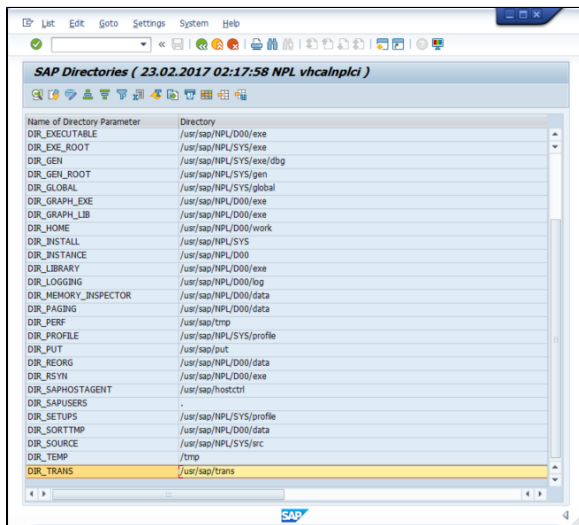 List Edit Goto Settings System Help
SAP Directories ( 23.02.2017 02:17:58 NPL vhcalnplci )
Name of Directory Parameter Directory
DIR_EXECUTABLE /usr/sap/NPL/D00/exe
DIR_EXE_ROOT /usr/sap/NPL/SYS/exe
DIR_GEN /usr/sap/NPL/SYS/exe/dbg
DIR_GEN_ROOT /usr/sap/NPL/SYS/gen
DIR_GLOBAL /usr/sap/NPL/SYS/global
DIR_GRAPH_EXE /usr/sap/NPL/D00/exe
DIR_GRAPH_LIB /usr/sap/NPL/D00/exe
DIR_HOME /usr/sap/NPL/D00/work
DIR_INSTALL /usr/sap/NPL/SYS
DIR_INSTANCE /usr/sap/NPL/D00
DIR_LIBRARY /usr/sap/NPL/D00/exe
DIR_LOGGING /usr/sap/NPL/D00/log
DIR_MEMORY_INSPECTOR /usr/sap/NPL/D00/data
DIR_PAGING /usr/sap/NPL/D00/data
DIR_PERF /usr/sap/tmp
DIR_PROFILE /usr/sap/NPL/SYS/profile
DIR_PUT /usr/sap/put
DIR_REORG /usr/sap/NPL/D00/data
DIR_RSYN /usr/sap/NPL/D00/exe
DIR_SAPHOSTAGENT /usr/sap/hostctrl
DIR_SAPUSERS .
DIR_SETUPS /usr/sap/NPL/SYS/profile
DIR_SORTTMP /usr/sap/NPL/D00/data
DIR_SOURCE /usr/sap/NPL/SYS/src
DIR_TEMP /tmp
DIR_TRANS /usr/sap/trans
SAP